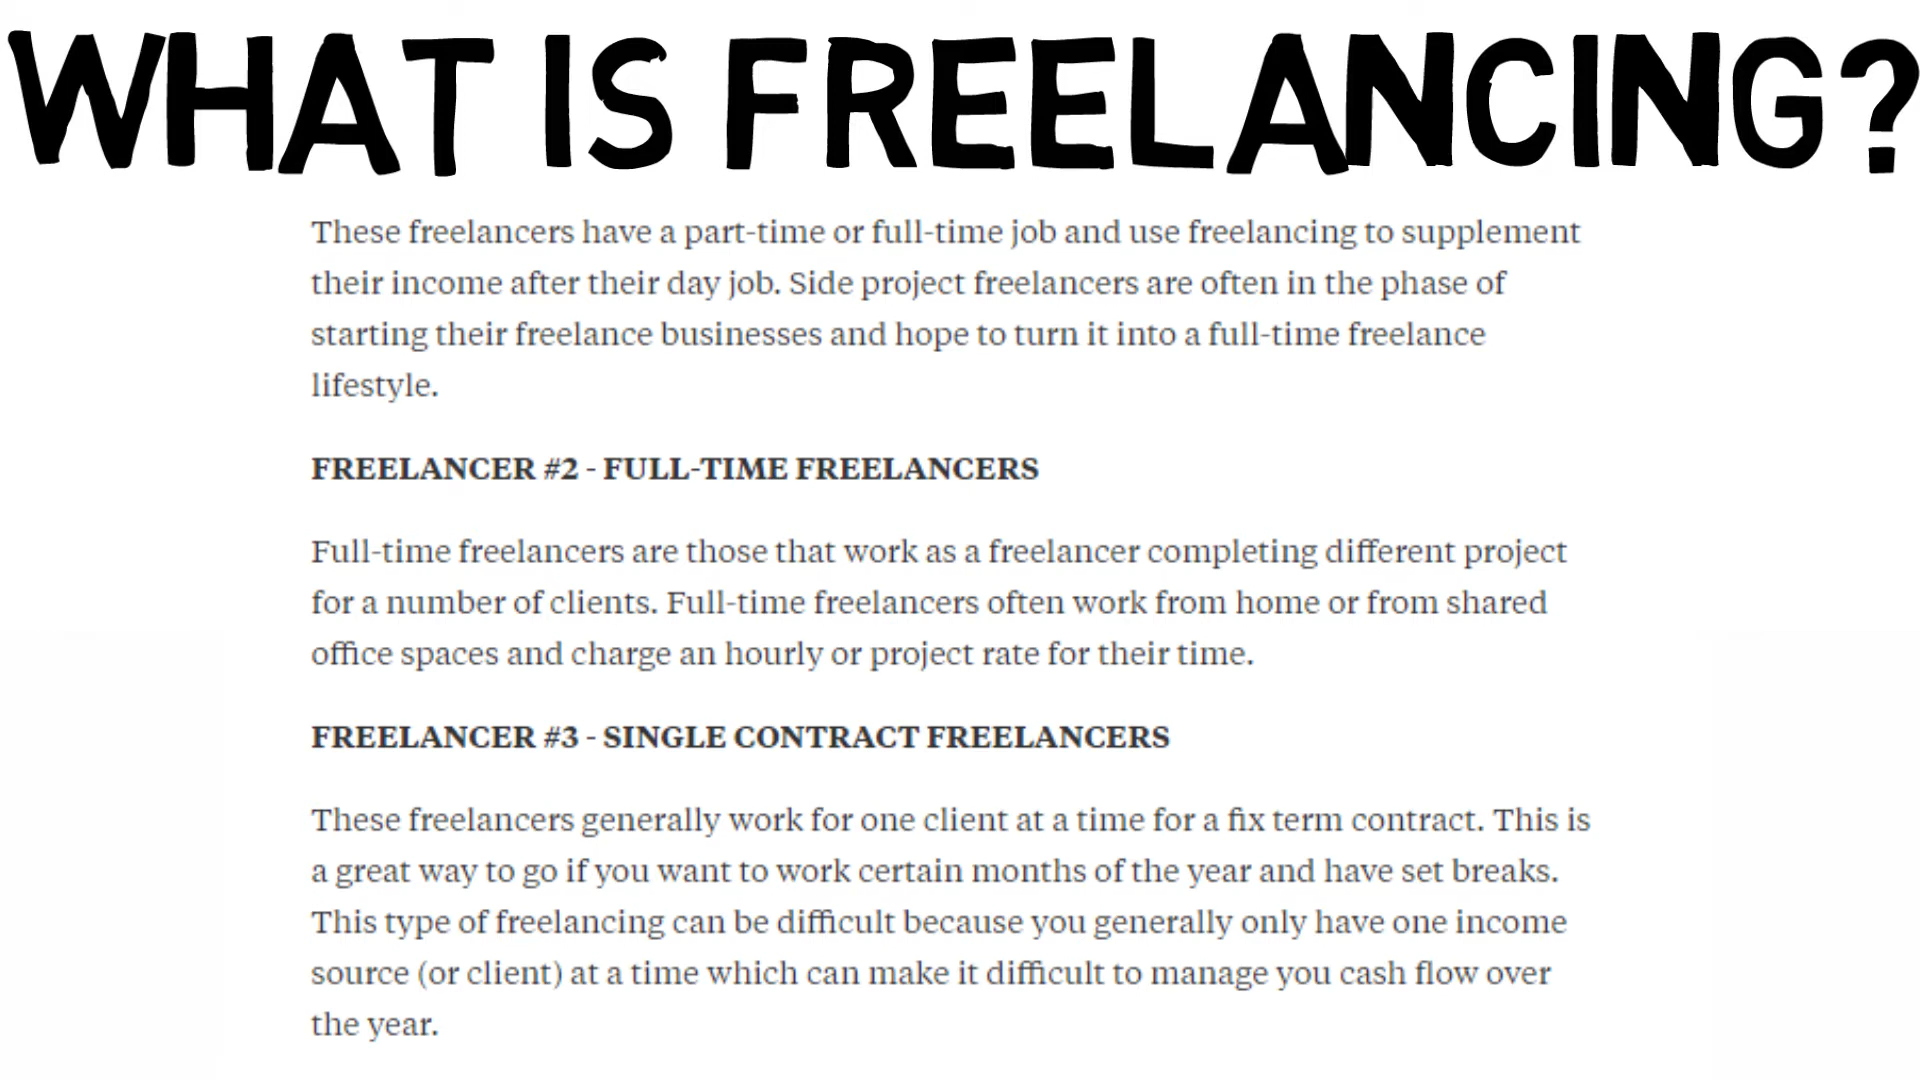 WHAT IS FREELANCING?
These freelancers have a part-time or full-time job and use freelancing to supplement
their income after their day job. Side project freelancers are often in the phase of
starting their freelance businesses and hope to turn it into a full-time freelance
lifestyle.
FREELANCER #2 - FULL-TIME FREELANCERS
Full-time freelancers are those that work as a freelancer completing different project
for a number of clients. Full-time freelancers often work from home or from shared
office spaces and charge an hourly or project rate for their time.
FREELANCER #3 - SINGLE CONTRACT FREELANCERS
These freelancers generally work for one client at a time for a fix term contract. This is
a great way to go if you want to work certain months of the year and have set breaks.
This type of freelancing can be difficult because you generally only have one income
source (or client) at a time which can make it difficult to manage you cash flow over
the year.